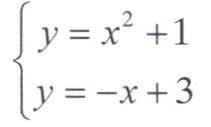 y = x² + 1
y = −x + 3